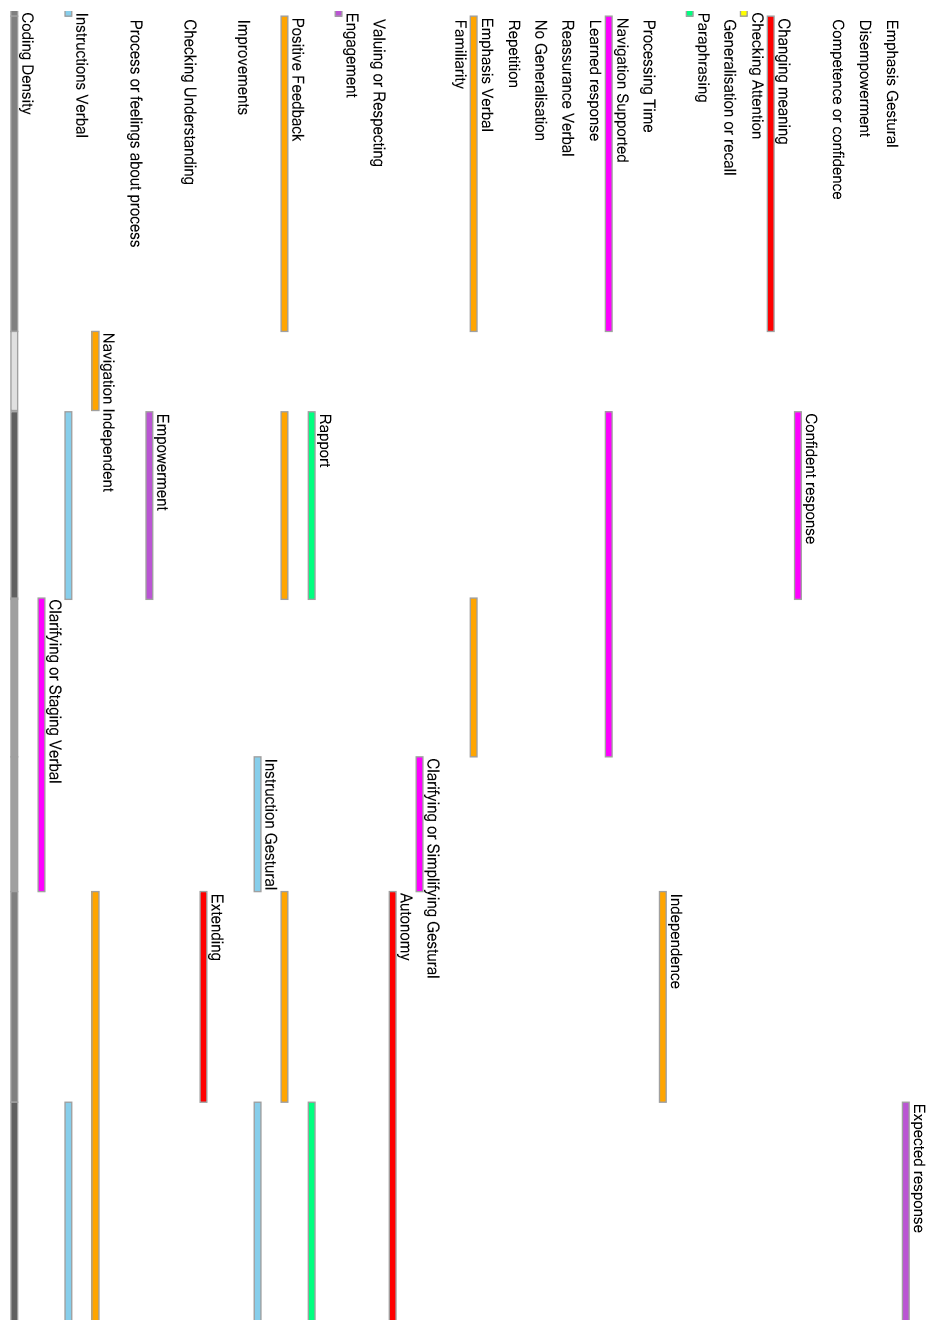 Coding Density
Clarifying or Staging Verbal
Instructions Verbal
Navigation Independent
Process or feelings about process
Empowerment
Checking Understanding
Extending
Improvements
Instruction Gestural
Positive Feedback
Rapport
Engagement
Valuing or Respecting
Autonomy
Clarifying or Simplifying Gestural
Familiarity
Emphasis Verbal
Repetition
No Generalisation
Reassurance Verbal
Learned response
Navigation Supported
Processing Time
Independence
Paraphrasing
Generalisation or recall
Checking Attention
Changing meaning
Confident response
Competence or confidence
Disempowerment
Emphasis Gestural
Expected response